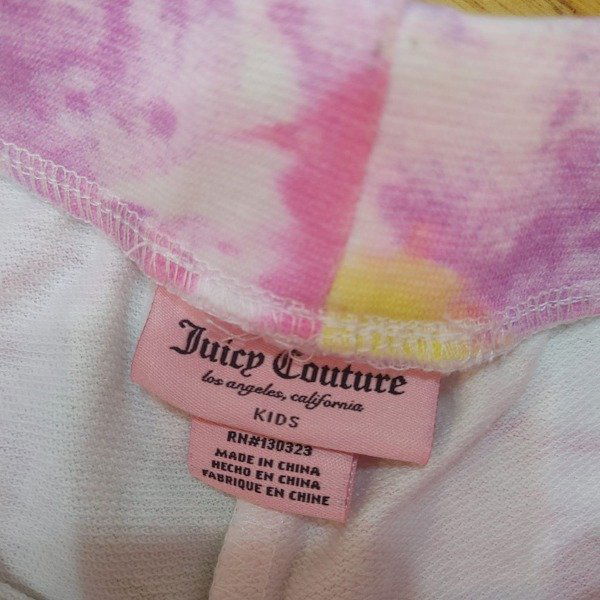 Juicy Couture
los angeles, california
KIDS
RN#130323
MADE IN CHINA
HECHO EN CHINA
FABRIQUE EN CHINE